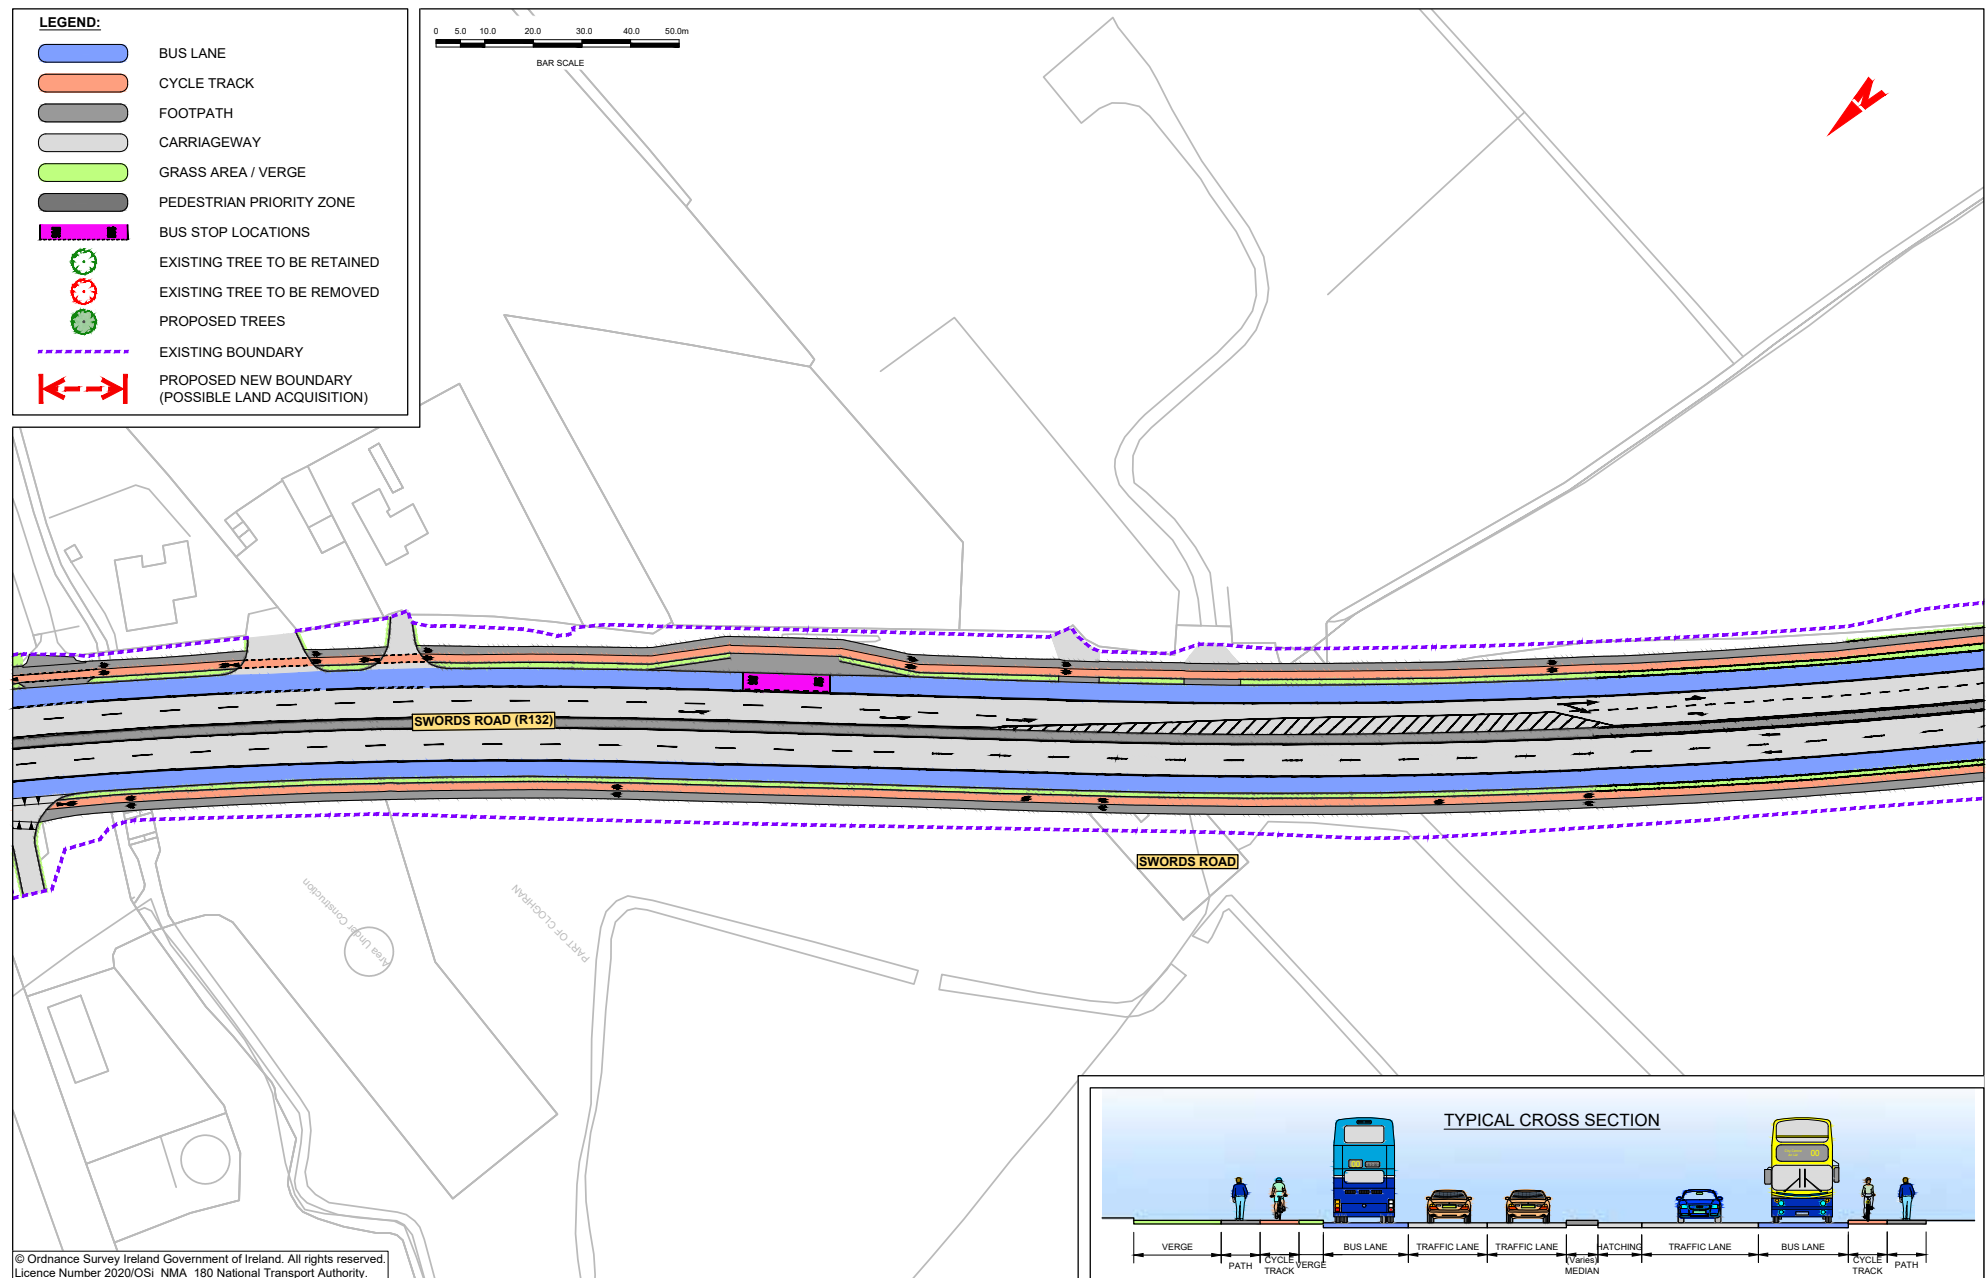 LEGEND:
BUS LANE
CYCLE TRACK
FOOTPATH
CARRIAGEWAY
GRASS AREA / VERGE
PEDESTRIAN PRIORITY ZONE
BUS STOP LOCATIONS
EXISTING TREE TO BE RETAINED
EXISTING TREE TO BE REMOVED
PROPOSED TREES
EXISTING BOUNDARY
PROPOSED NEW BOUNDARY
(POSSIBLE LAND ACQUISITION)
0 5.0 10.0 20.0 30.0 40.0 50.0m
BAR SCALE
N
SWORDS ROAD (R132)
SWORDS ROAD
Area Under Construction
PART OF CLOGHRAN
TYPICAL CROSS SECTION
00
00
VERGE
PATH
CYCLE
TRACK
VERGE
BUS LANE
TRAFFIC LANE
TRAFFIC LANE
(Varies)
MEDIAN
HATCHING
TRAFFIC LANE
BUS LANE
CYCLE
TRACK
PATH
© Ordnance Survey Ireland Government of Ireland. All rights reserved.
Licence Number 2020/OSi_NMA_180 National Transport Authority.